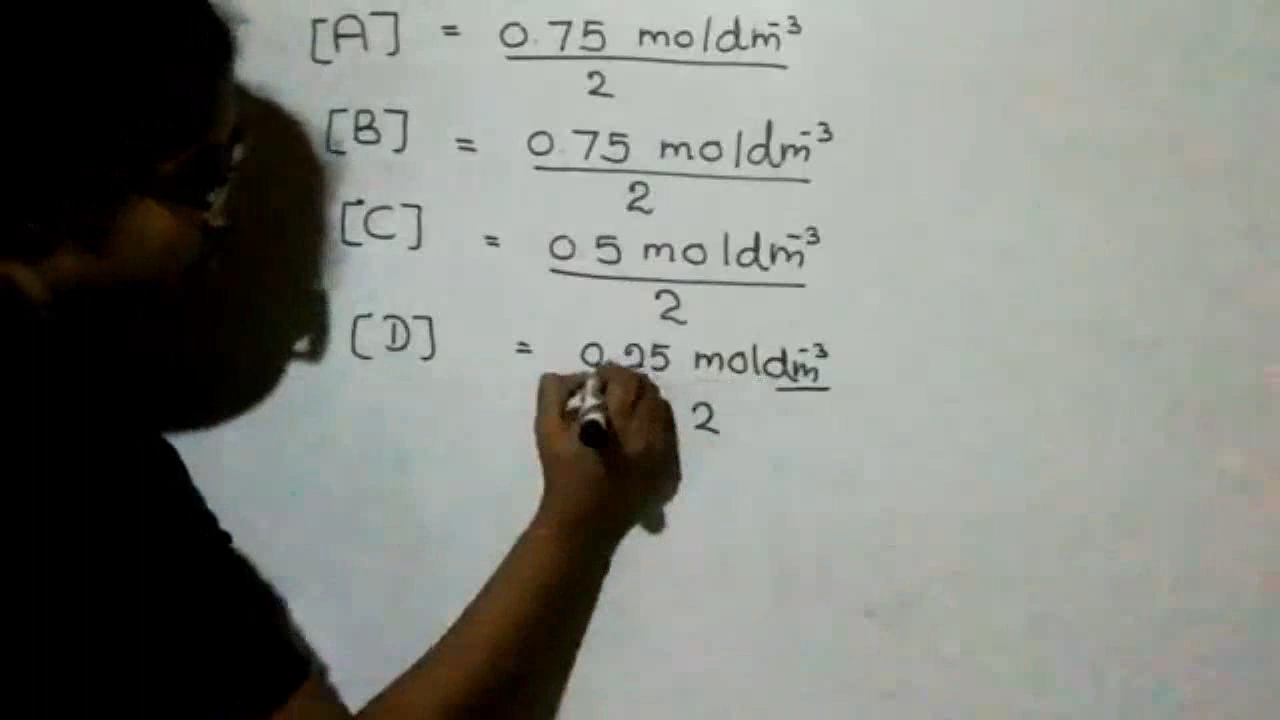 [A] = 0.75 moldm⁻³
2
[B] = 0.75 moldm⁻³
2
[C] = 0.5 moldm⁻³
2
[D] = 0.25 moldm⁻³
2